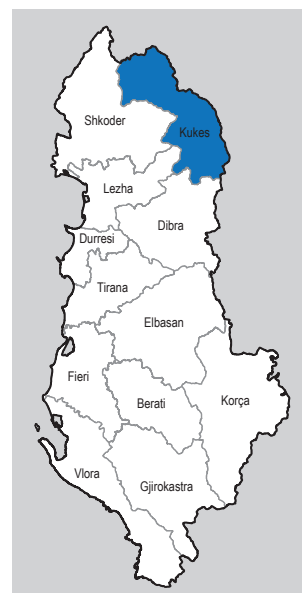 Shkoder
Kukes
Lezha
Dibra
Durresi
Tirana
Elbasan
Fieri
Berati
Korça
Vlora
Gjirokastra